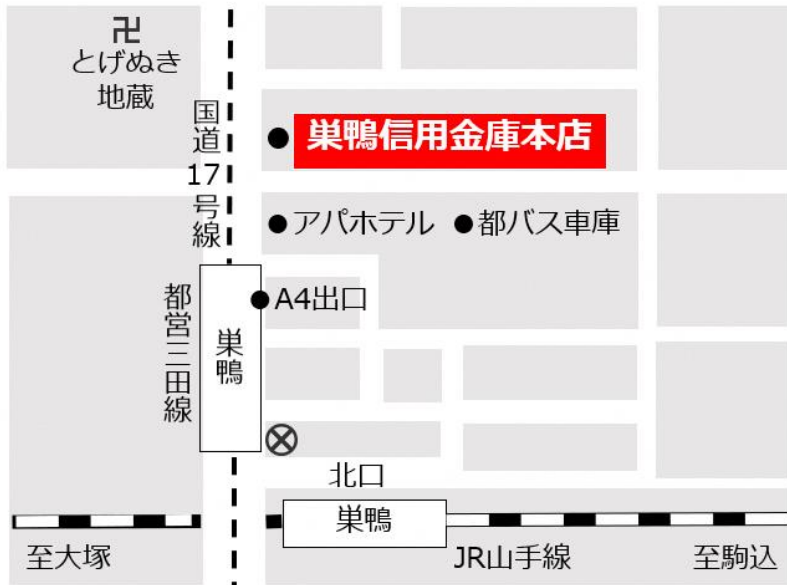 卍
とげぬき
地蔵
国道17号線
巣鴨信用金庫本店
アパホテル
都バス車庫
A4出口
都営三田線
巣鴨
北口
巣鴨
至大塚
JR山手線
至駒込